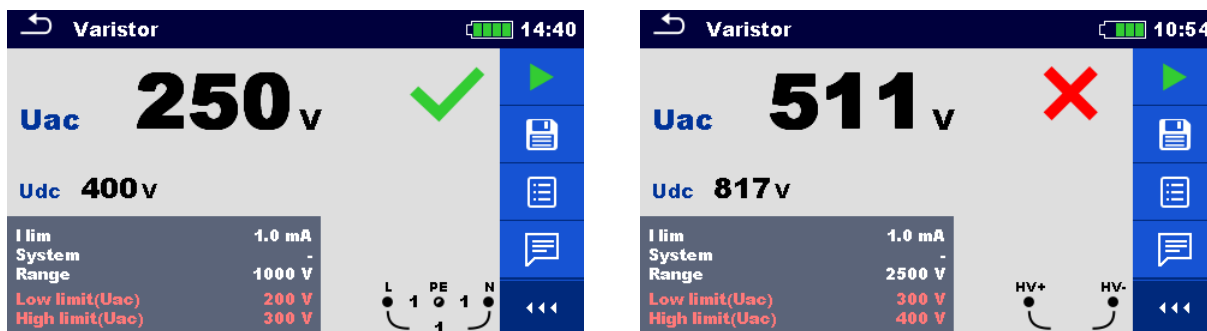 Varistor 14:40
Uac 250 V
Udc 400 V
I lim 1.0 mA
System -
Range 1000 V
Low limit(Uac) 200 V
High limit(Uac) 300 V
L PE N
1 1
1
Varistor 10:54
Uac 511 V
Udc 817 V
I lim 1.0 mA
System -
Range 2500 V
Low limit(Uac) 300 V
High limit(Uac) 400 V
HV+ HV-